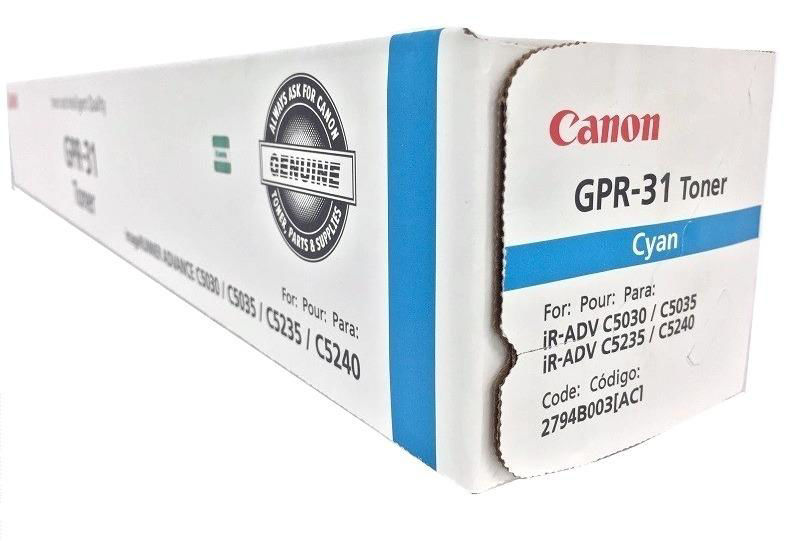 Canon
GPR-31
Toner
ALWAYS ASK FOR CANON
GENUINE
TONER, PARTS & SUPPLIES
For: Pour: Para:
imageRUNNER ADVANCE C5030 / C5035 / C5235 / C5240
Canon
GPR-31 Toner
Cyan
For: Pour: Para:
iR-ADV C5030 / C5035
iR-ADV C5235 / C5240
Code: Código:
2794B003[AC]